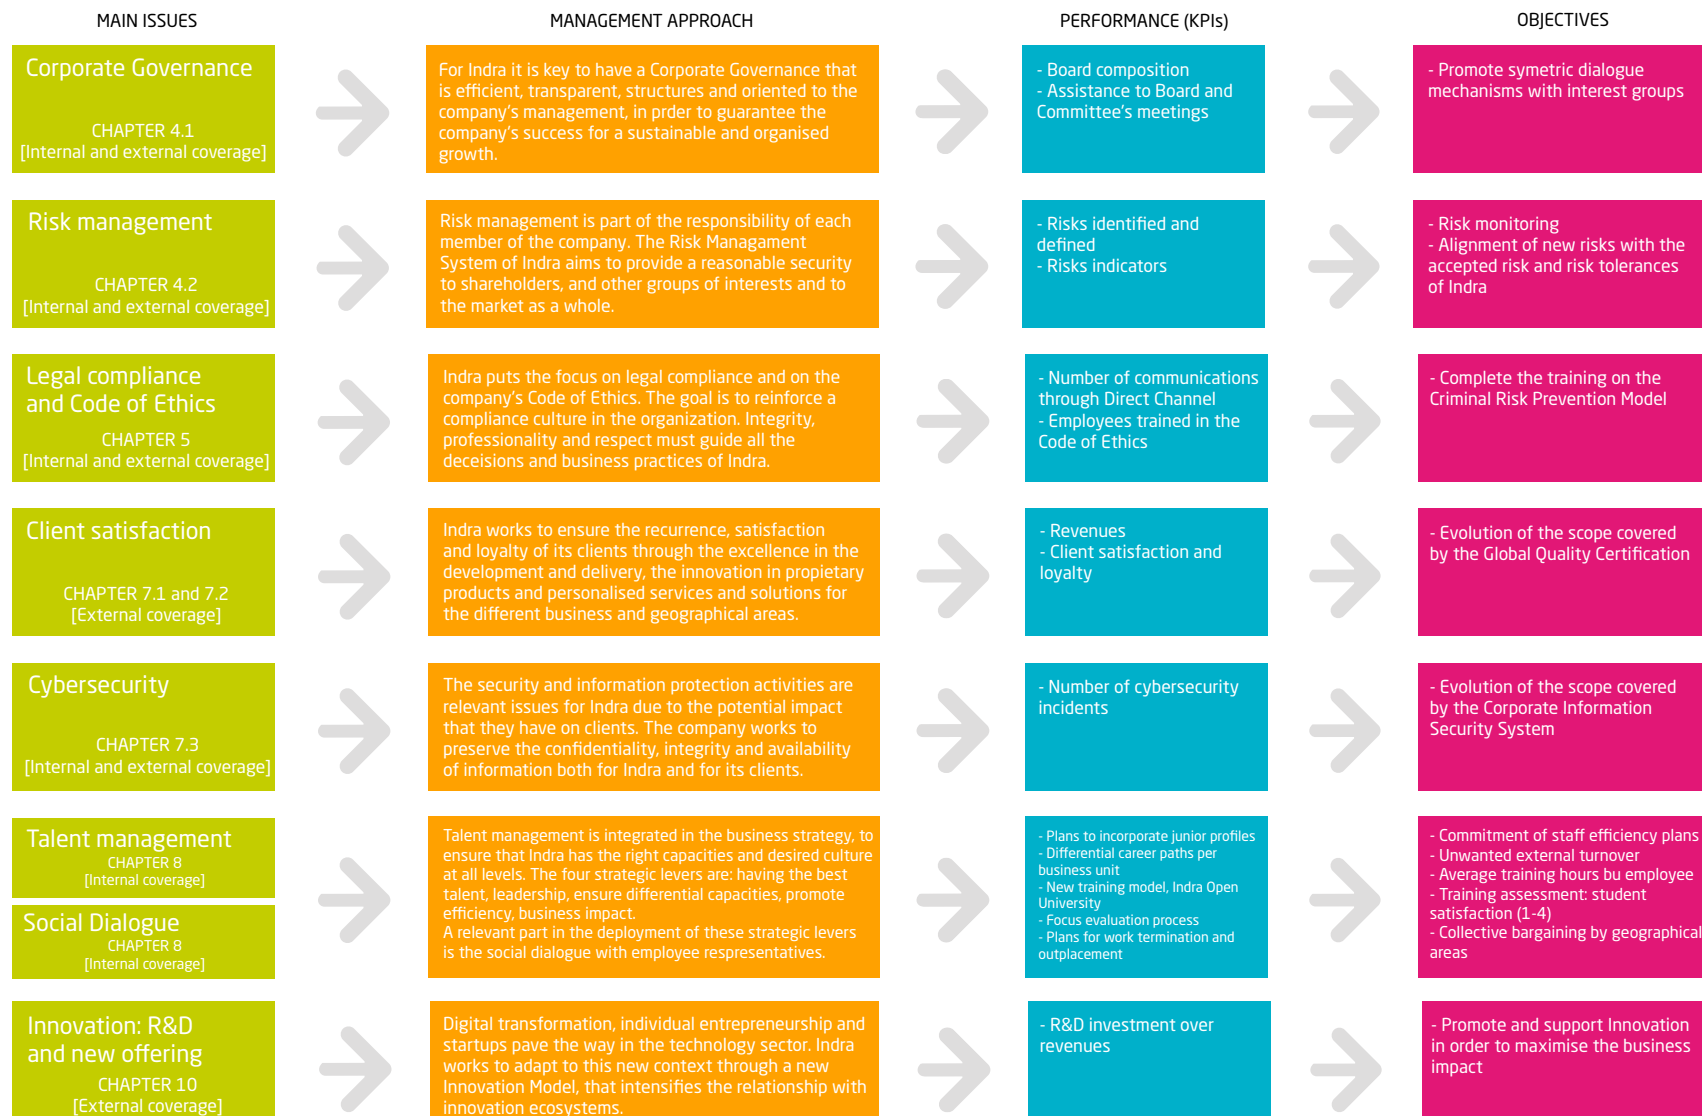 MAIN ISSUES
MANAGEMENT APPROACH
PERFORMANCE (KPIs)
OBJECTIVES
Corporate Governance
CHAPTER 4.1
[Internal and external coverage]
For Indra it is key to have a Corporate Governance that
is efficient, transparent, structures and oriented to the
company's management, in prder to guarantee the
company's success for a sustainable and organised
growth.
- Board composition
- Assistance to Board and
Committee's meetings
- Promote symetric dialogue
mechanisms with interest groups
Risk management
CHAPTER 4.2
[Internal and external coverage]
Risk management is part of the responsibility of each
member of the company. The Risk Managament
System of Indra aims to provide a reasonable security
to shareholders, and other groups of interests and to
the market as a whole.
- Risks identified and
defined
- Risks indicators
- Risk monitoring
- Alignment of new risks with the
accepted risk and risk tolerances
of Indra
Legal compliance
and Code of Ethics
CHAPTER 5
[Internal and external coverage]
Indra puts the focus on legal compliance and on the
company's Code of Ethics. The goal is to reinforce a
compliance culture in the organization. Integrity,
professionality and respect must guide all the
deceisions and business practices of Indra.
- Number of communications
through Direct Channel
- Employees trained in the
Code of Ethics
- Complete the training on the
Criminal Risk Prevention Model
Client satisfaction
CHAPTER 7.1 and 7.2
[External coverage]
Indra works to ensure the recurrence, satisfaction
and loyalty of its clients through the excellence in the
development and delivery, the innovation in propietary
products and personalised services and solutions for
the different business and geographical areas.
- Revenues
- Client satisfaction and
loyalty
- Evolution of the scope covered
by the Global Quality Certification
Cybersecurity
CHAPTER 7.3
[Internal and external coverage]
The security and information protection activities are
relevant issues for Indra due to the potential impact
that they have on clients. The company works to
preserve the confidentiality, integrity and availability
of information both for Indra and for its clients.
- Number of cybersecurity
incidents
- Evolution of the scope covered
by the Corporate Information
Security System
Talent management
CHAPTER 8
[Internal coverage]
Social Dialogue
CHAPTER 8
[Internal coverage]
Talent management is integrated in the business strategy, to
ensure that Indra has the right capacities and desired culture
at all levels. The four strategic levers are: having the best
talent, leadership, ensure differential capacities, promote
efficiency, business impact.
A relevant part in the deployment of these strategic levers
is the social dialogue with employee respresentatives.
- Plans to incorporate junior profiles
- Differential career paths per
business unit
- New training model, Indra Open
University
- Focus evaluation process
- Plans for work termination and
outplacement
- Commitment of staff efficiency plans
- Unwanted external turnover
- Average training hours bu employee
- Training assessment: student
satisfaction (1-4)
- Collective bargaining by geographical
areas
Innovation: R&D
and new offering
CHAPTER 10
[External coverage]
Digital transformation, individual entrepreneurship and
startups pave the way in the technology sector. Indra
works to adapt to this new context through a new
Innovation Model, that intensifies the relationship with
innovation ecosystems.
- R&D investment over
revenues
- Promote and support Innovation
in order to maximise the business
impact